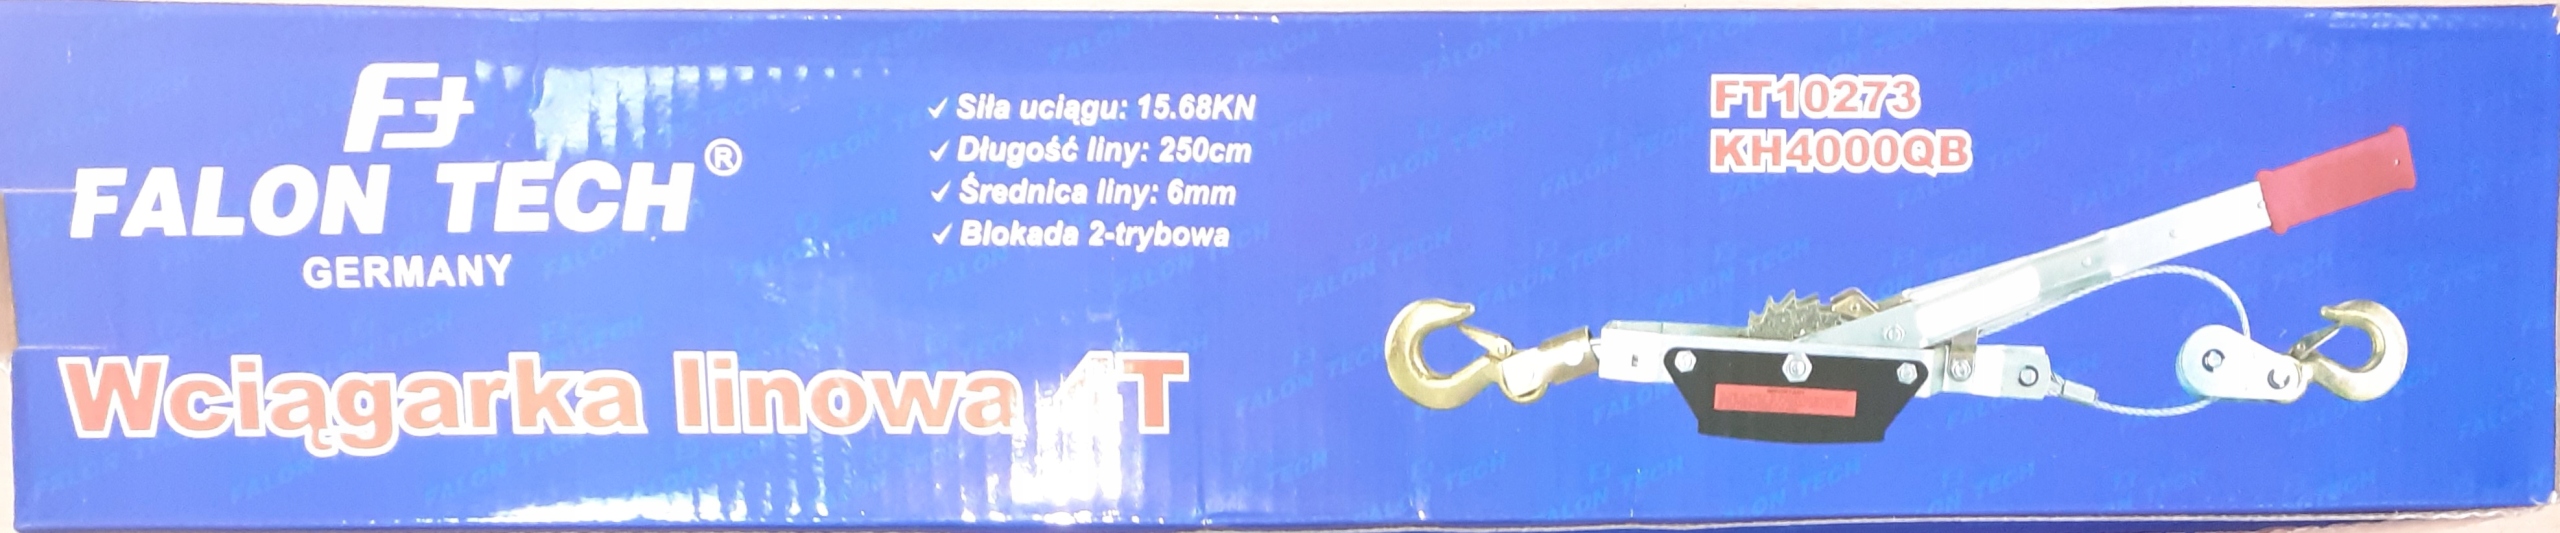 FALON TECH®
GERMANY
Wciągarka linowa 1T
✓ Siła uciągu: 15.68KN
✓ Długość liny: 250cm
✓ Średnica liny: 6mm
✓ Blokada 2-trybowa
FT10273
KH4000QB